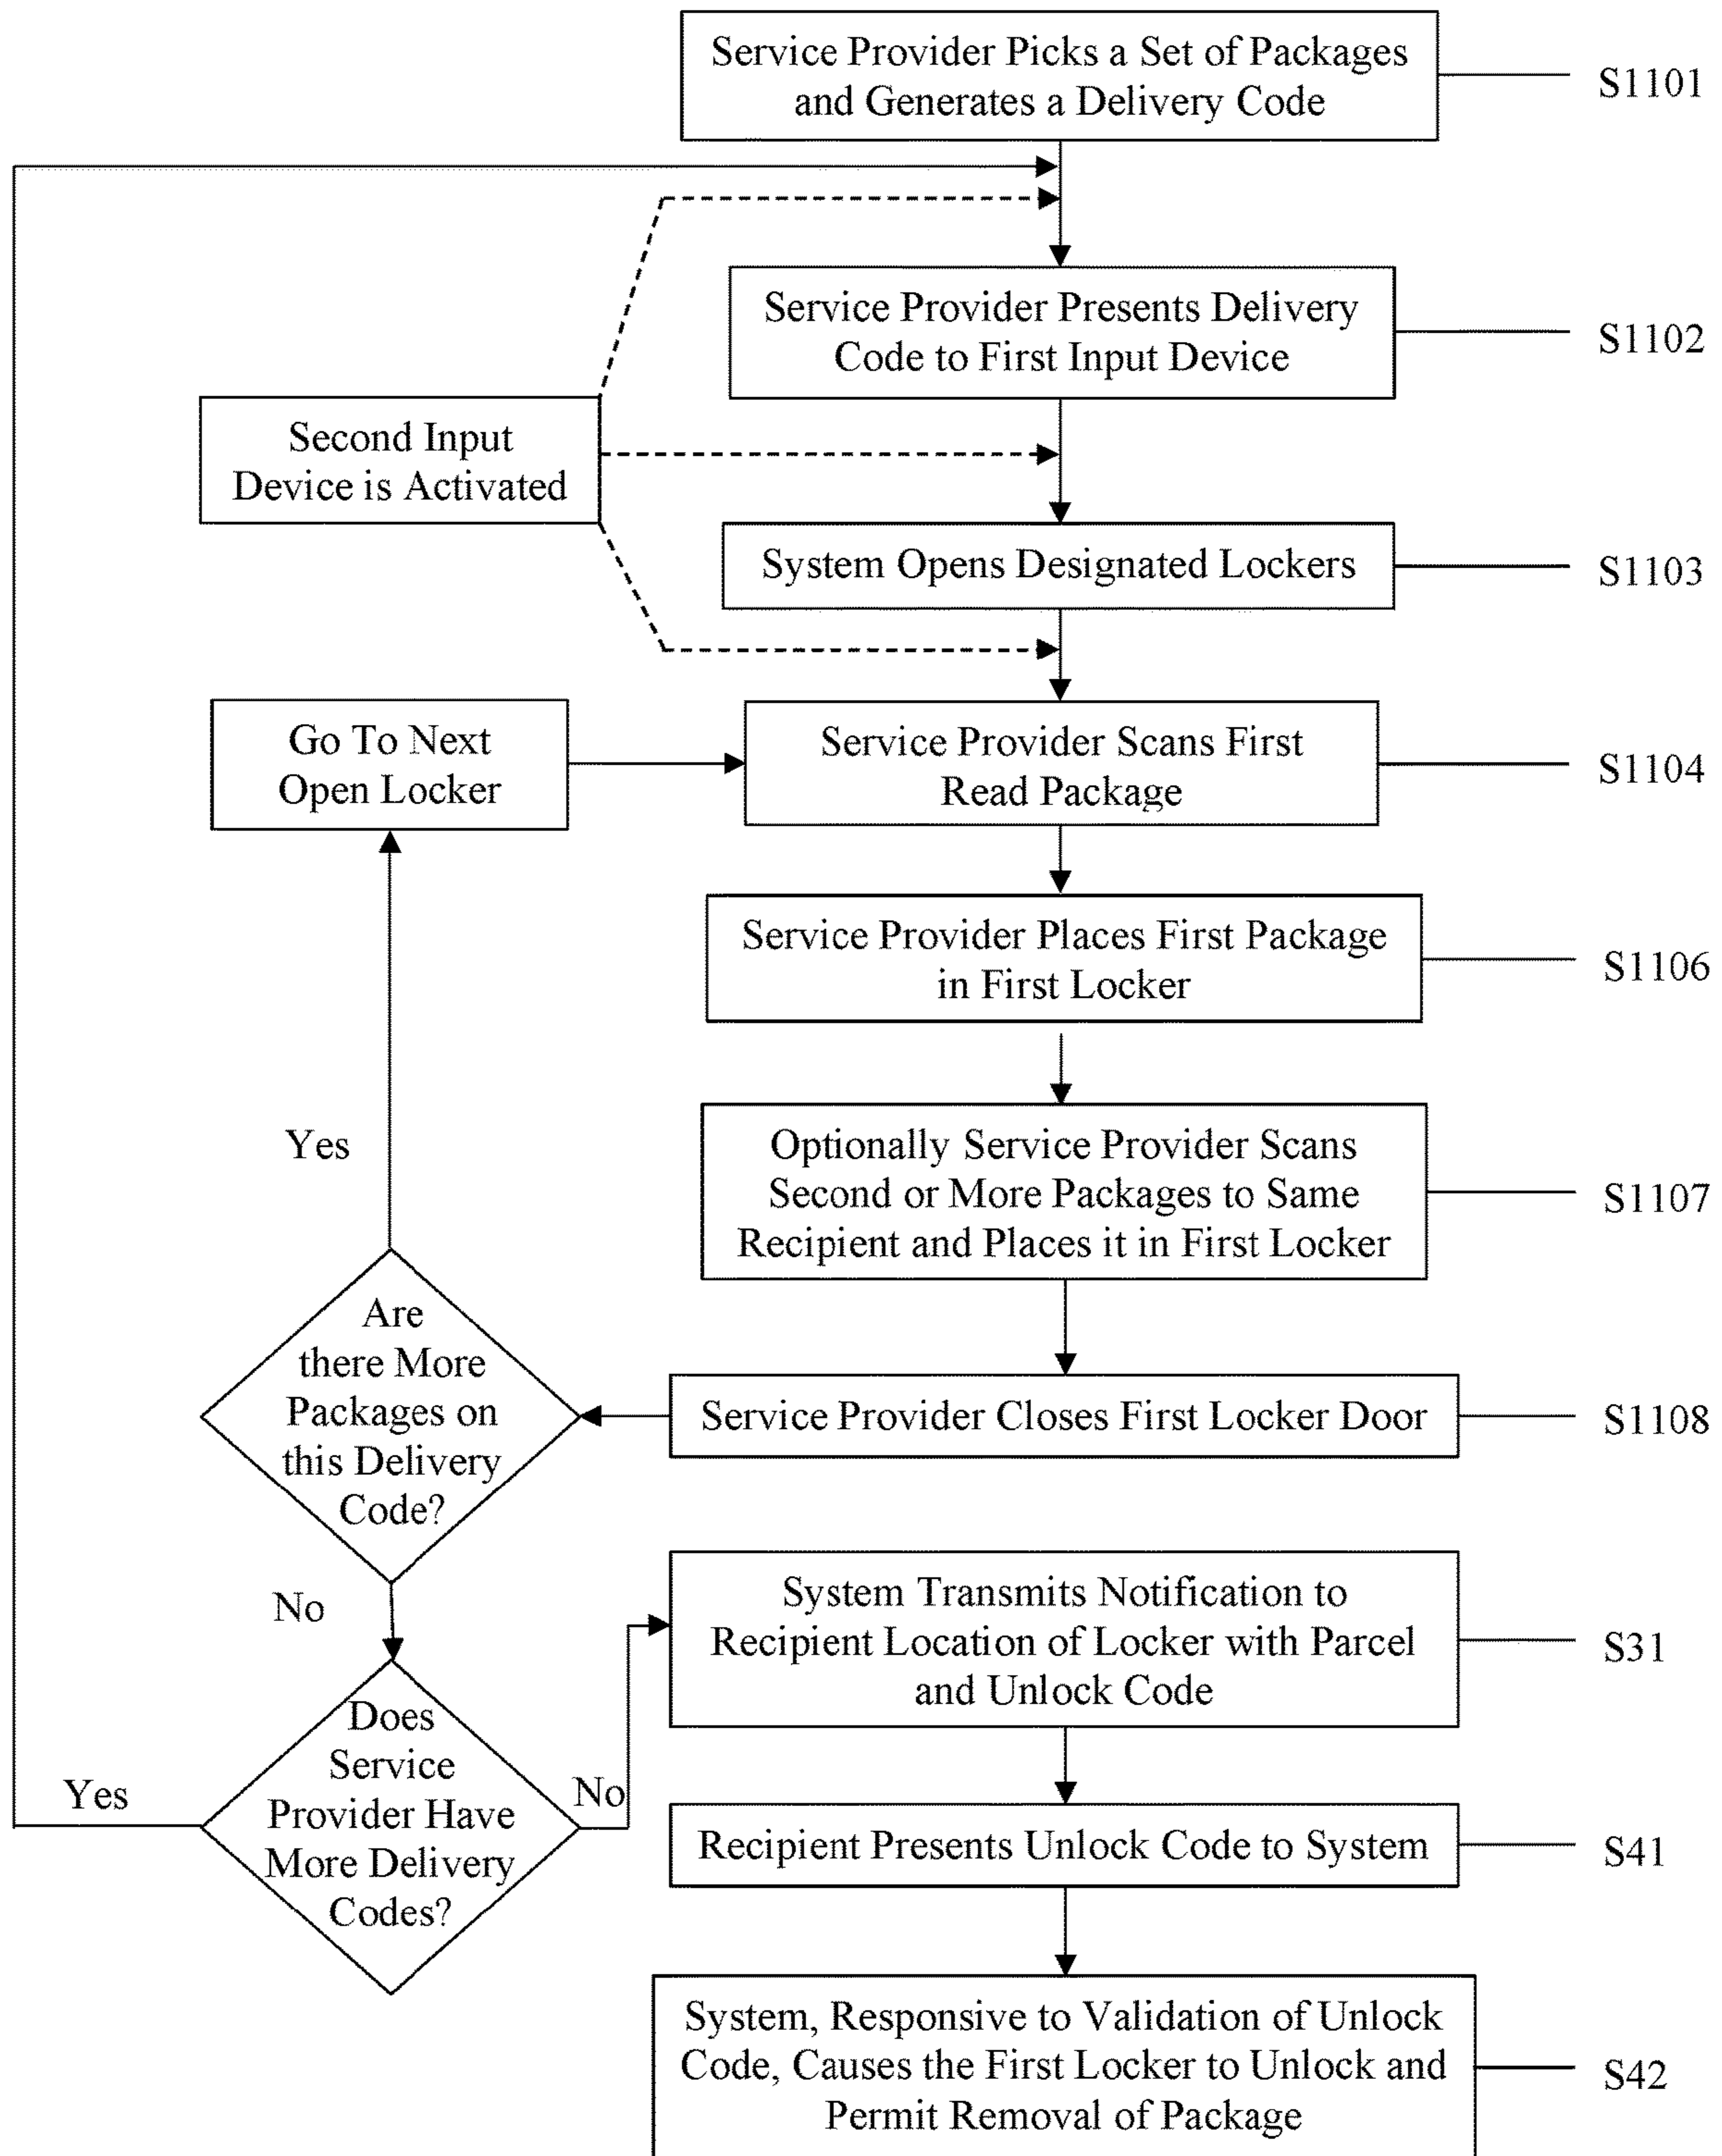 Service Provider Picks a Set of Packages
and Generates a Delivery Code
S1101
Service Provider Presents Delivery
Code to First Input Device
S1102
Second Input
Device is Activated
System Opens Designated Lockers
S1103
Go To Next
Open Locker
Service Provider Scans First
Read Package
S1104
Service Provider Places First Package
in First Locker
S1106
Yes
Optionally Service Provider Scans
Second or More Packages to Same
Recipient and Places it in First Locker
S1107
Are
there More
Packages on
this Delivery
Code?
Service Provider Closes First Locker Door
S1108
No
System Transmits Notification to
Recipient Location of Locker with Parcel
and Unlock Code
S31
Does
Service
Provider Have
More Delivery
Codes?
Yes
No
Recipient Presents Unlock Code to System
S41
System, Responsive to Validation of Unlock
Code, Causes the First Locker to Unlock and
Permit Removal of Package
S42